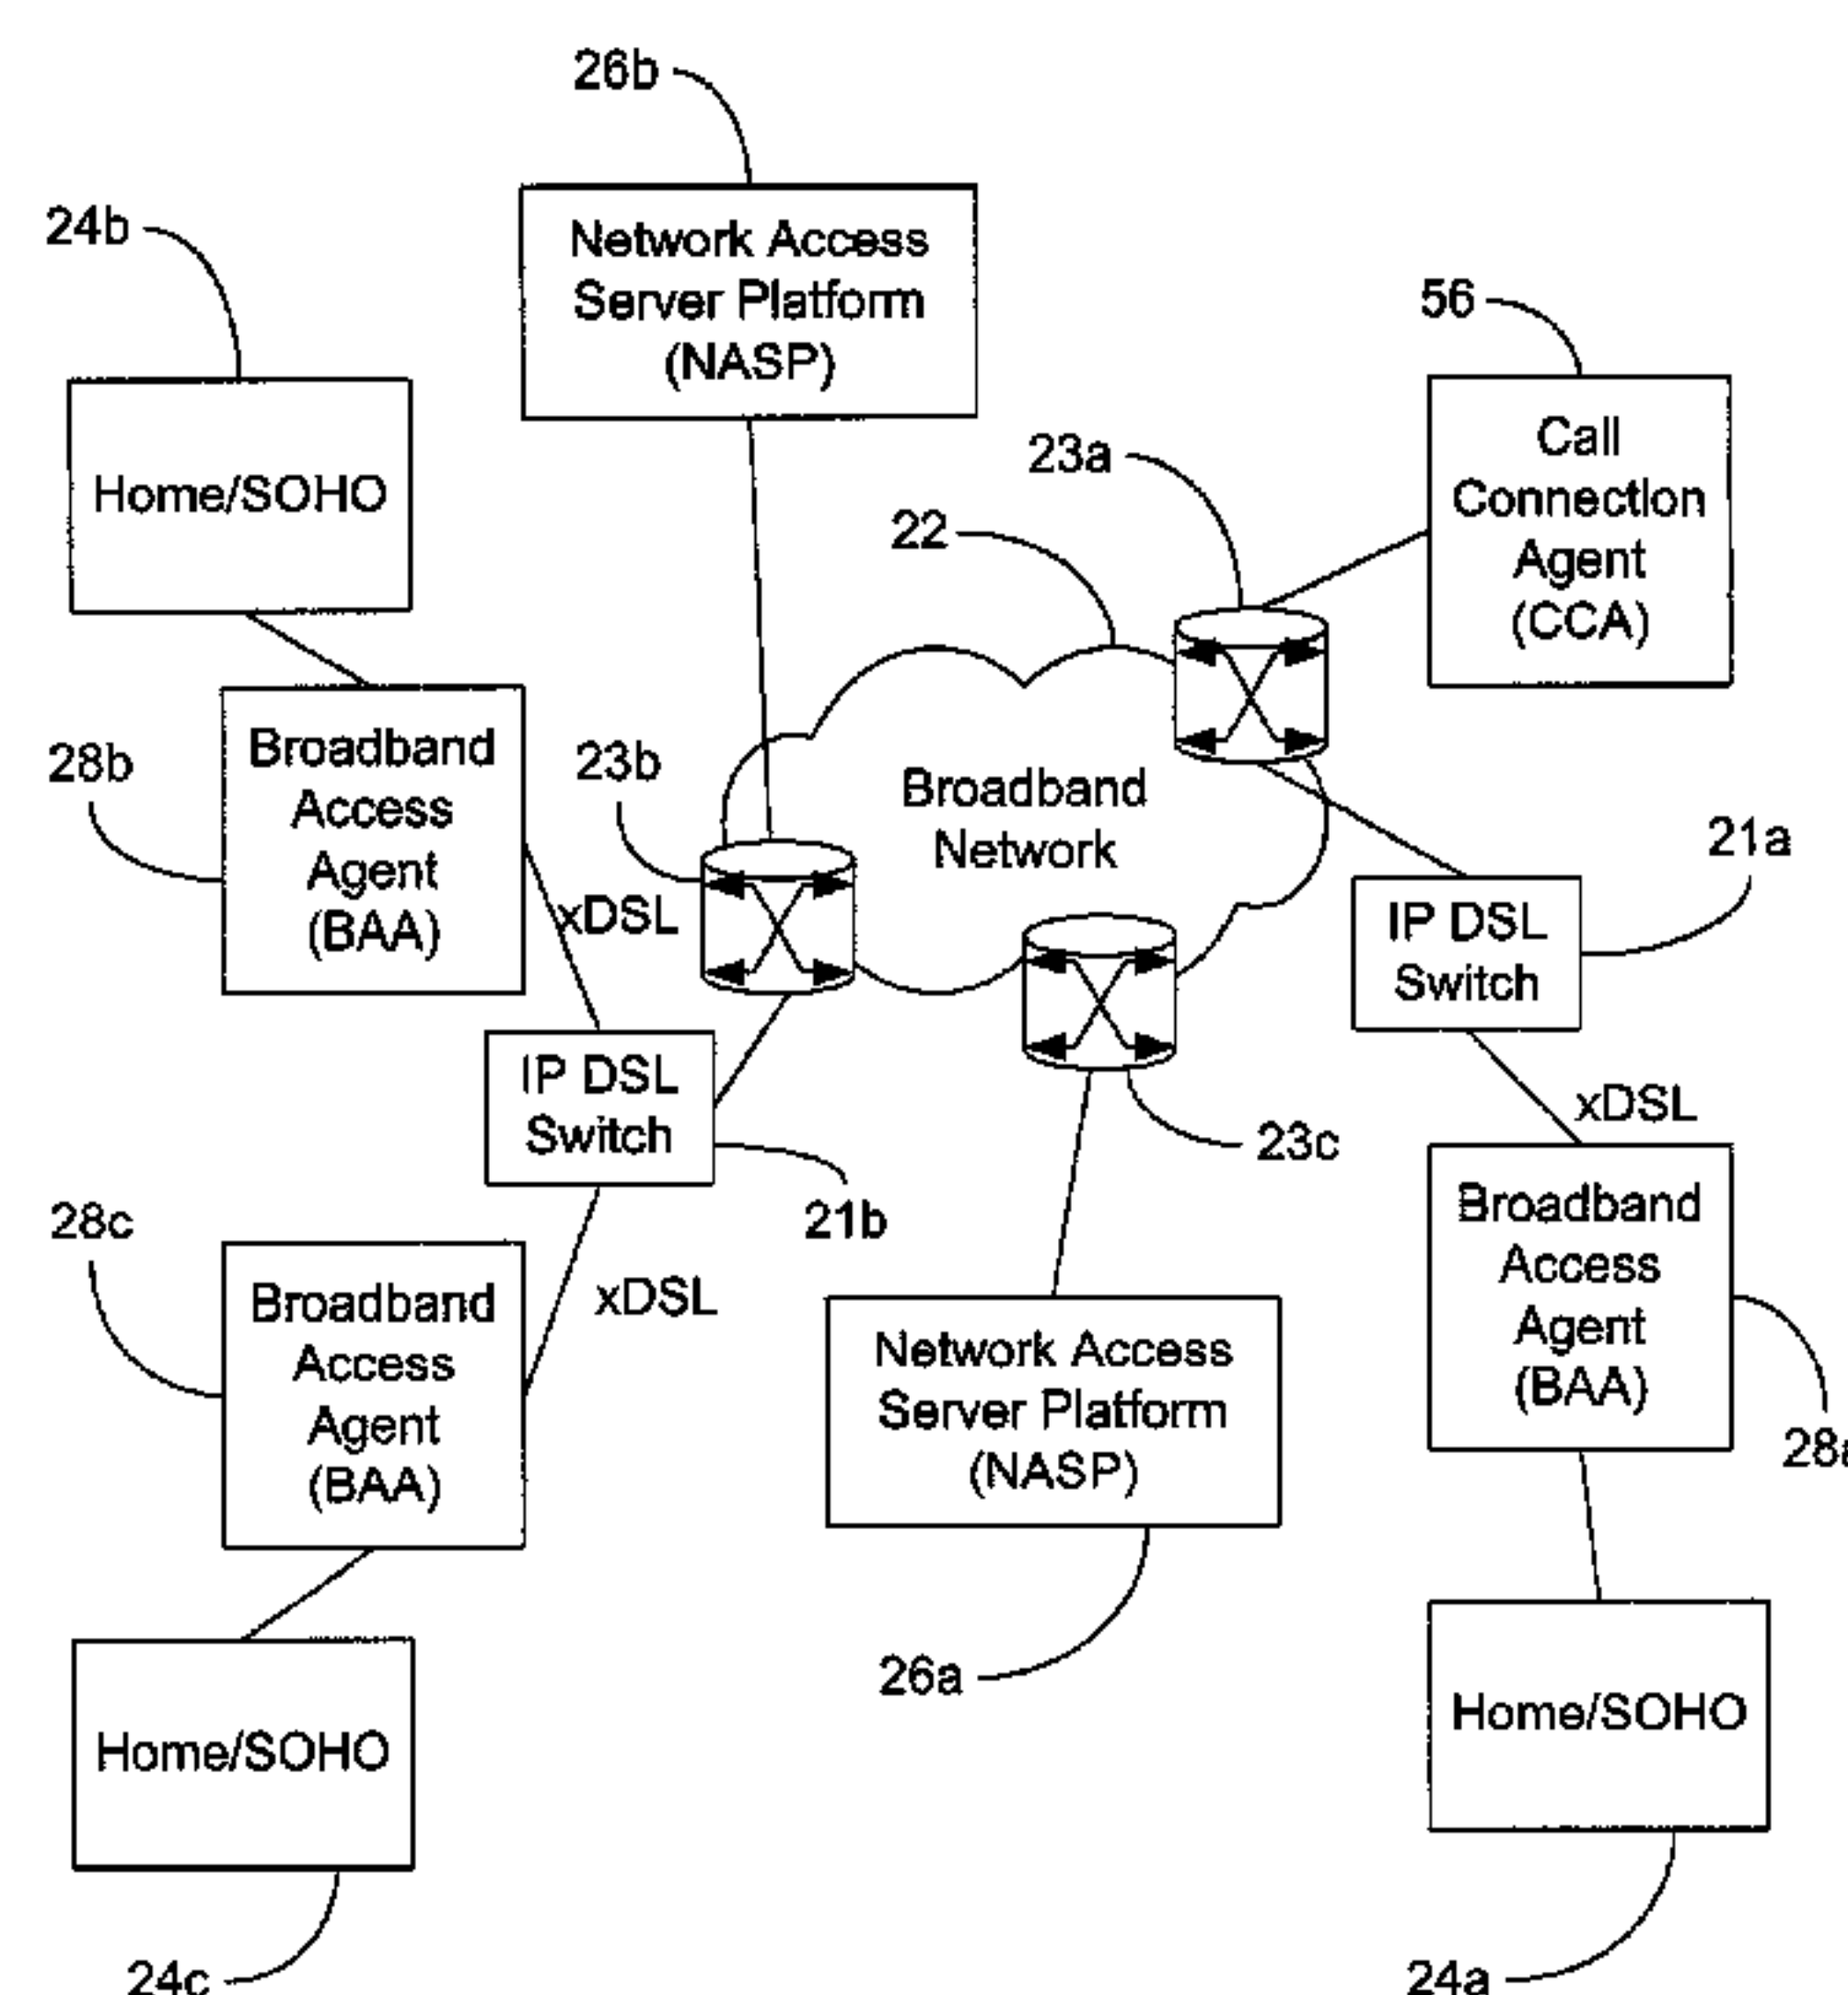 26b
24b
Network Access
Server Platform
(NASP)
56
Home/SOHO
23a
Call
Connection
Agent
(CCA)
22
28b
Broadband
Access
Agent
(BAA)
23b
xDSL
Broadband
Network
21a
IP DSL
Switch
IP DSL
Switch
xDSL
23c
28c
21b
Broadband
Access
Agent
(BAA)
xDSL
Network Access
Server Platform
(NASP)
Broadband
Access
Agent
(BAA)
28a
26a
Home/SOHO
Home/SOHO
24c
24a